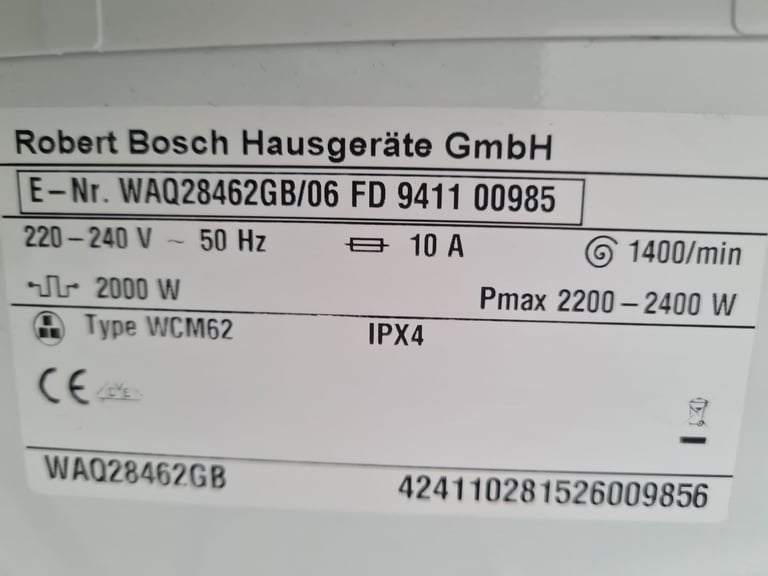 Robert Bosch Hausgeräte GmbH
E-Nr. WAQ28462GB/06 FD 9411 00985
220-240 V ~ 50 Hz 10 A 1400/min
2000 W Pmax 2200-2400 W
Type WCM62 IPX4
CE
WAQ28462GB 424110281526009856